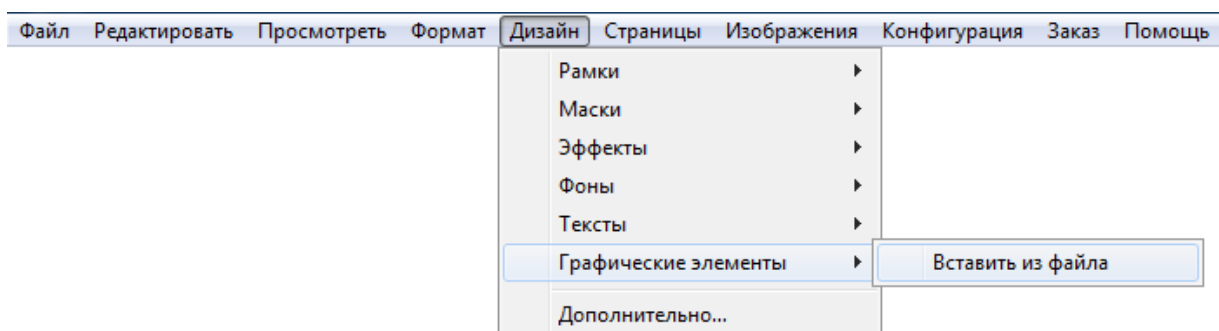 Файл Редактировать Просмотреть Формат Дизайн Страницы Изображения Конфигурация Заказ Помощь
Рамки
Маски
Эффекты
Фоны
Тексты
Графические элементы Вставить из файла
Дополнительно...